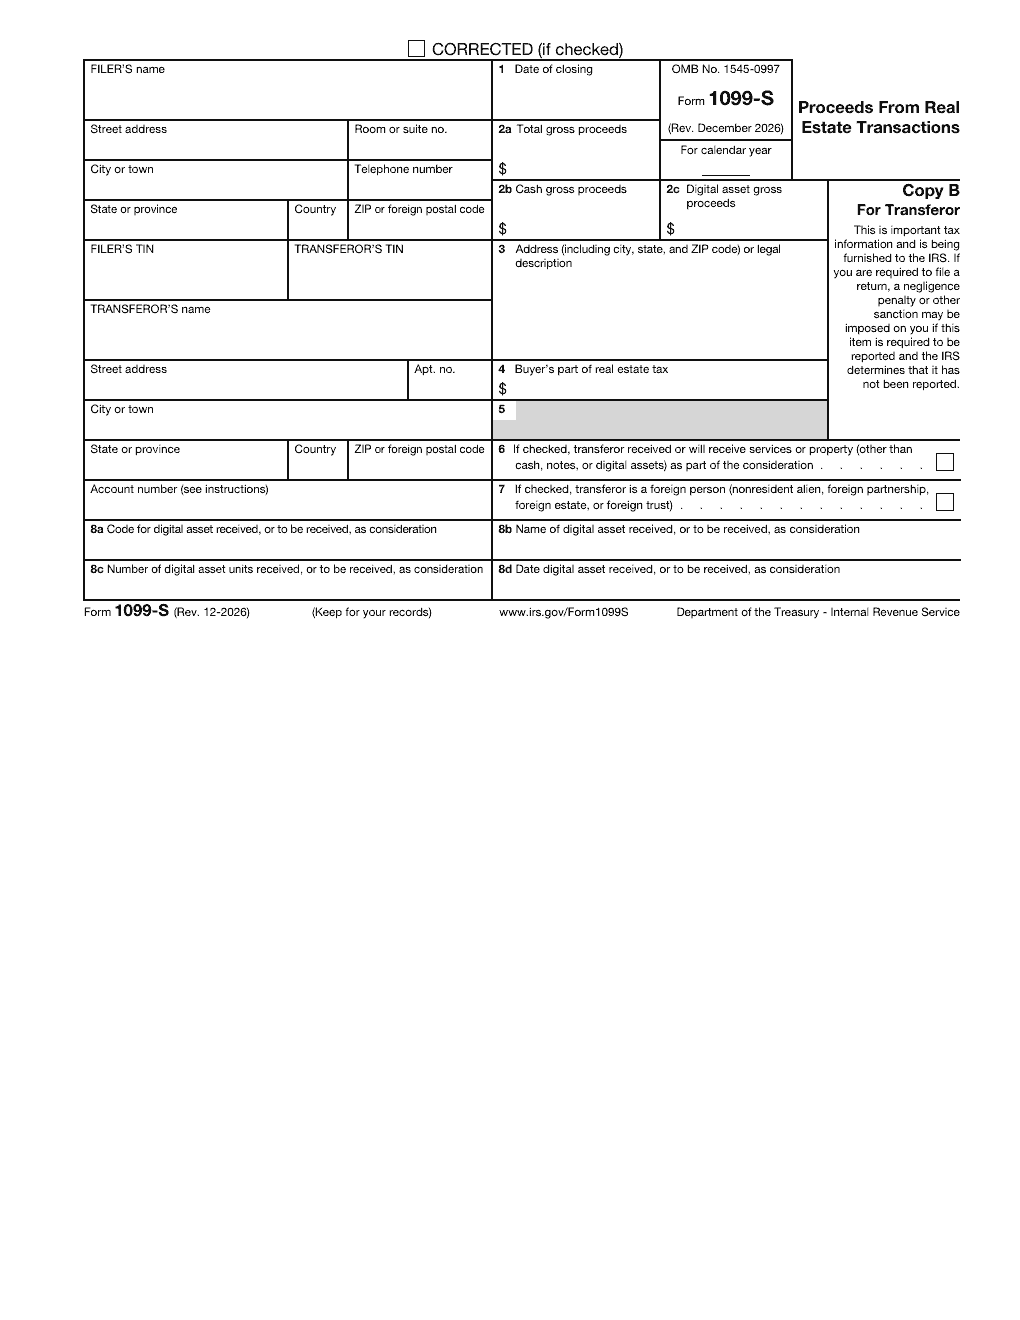 CORRECTED (if checked)
FILER'S name
Street address
Room or suite no.
City or town
Telephone number
State or province
Country
ZIP or foreign postal code
FILER'S TIN
TRANSFEROR'S TIN
TRANSFEROR'S name
Street address
Apt. no.
City or town
State or province
Country
ZIP or foreign postal code
Account number (see instructions)
1 Date of closing
OMB No. 1545-0997
Form 1099-S
(Rev. December 2026)
For calendar year
Proceeds From Real
Estate Transactions
2a Total gross proceeds
$
2b Cash gross proceeds
$
2c Digital asset gross
proceeds
$
3 Address (including city, state, and ZIP code) or legal
description
4 Buyer's part of real estate tax
$
5
Copy B
For Transferor
This is important tax
information and is being
furnished to the IRS. If
you are required to file a
return, a negligence
penalty or other
sanction may be
imposed on you if this
item is required to be
reported and the IRS
determines that it has
not been reported.
6 If checked, transferor received or will receive services or property (other than
cash, notes, or digital assets) as part of the consideration . . . . . .
7 If checked, transferor is a foreign person (nonresident alien, foreign partnership,
foreign estate, or foreign trust) . . . . . . . . . . . . .
8a Code for digital asset received, or to be received, as consideration
8b Name of digital asset received, or to be received, as consideration
8c Number of digital asset units received, or to be received, as consideration
8d Date digital asset received, or to be received, as consideration
Form 1099-S (Rev. 12-2026)
(Keep for your records)
www.irs.gov/Form1099S
Department of the Treasury - Internal Revenue Service